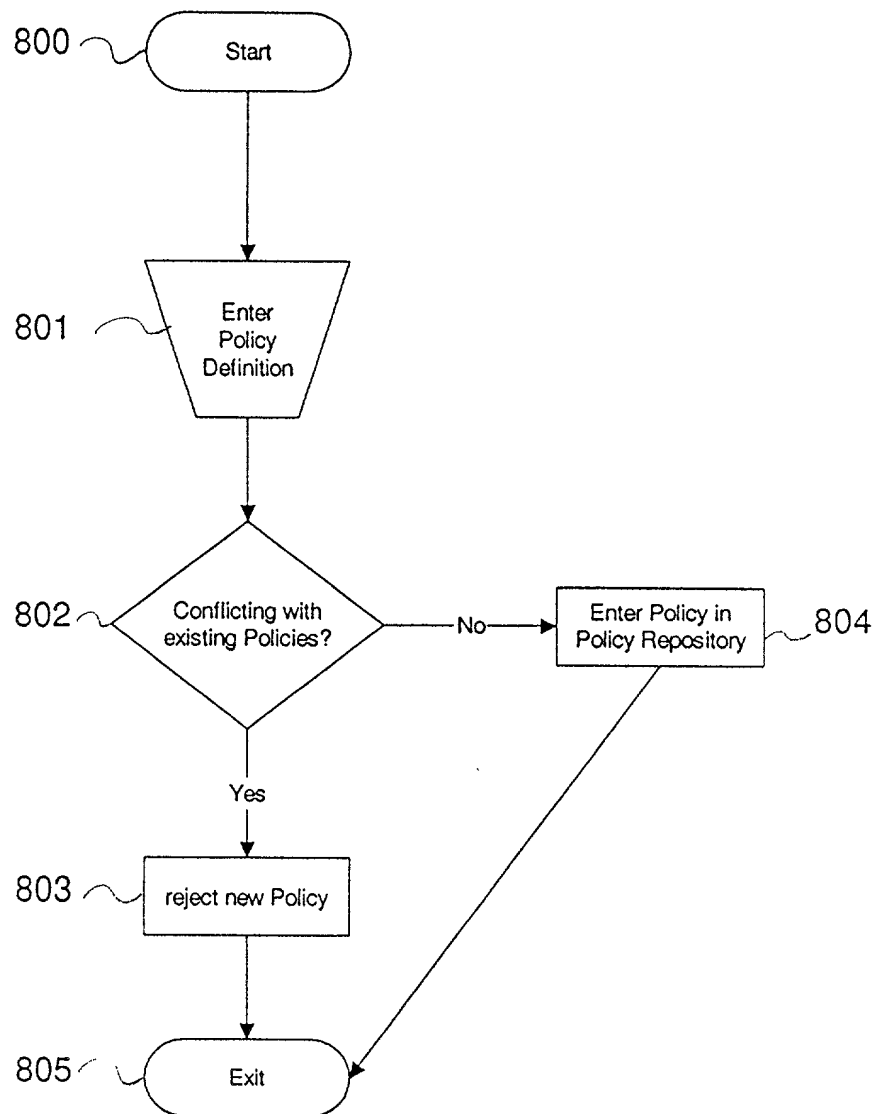 800
Start
801
Enter
Policy
Definition
802
Conflicting with
existing Policies?
No
Enter Policy in
Policy Repository
804
Yes
803
reject new Policy
805
Exit